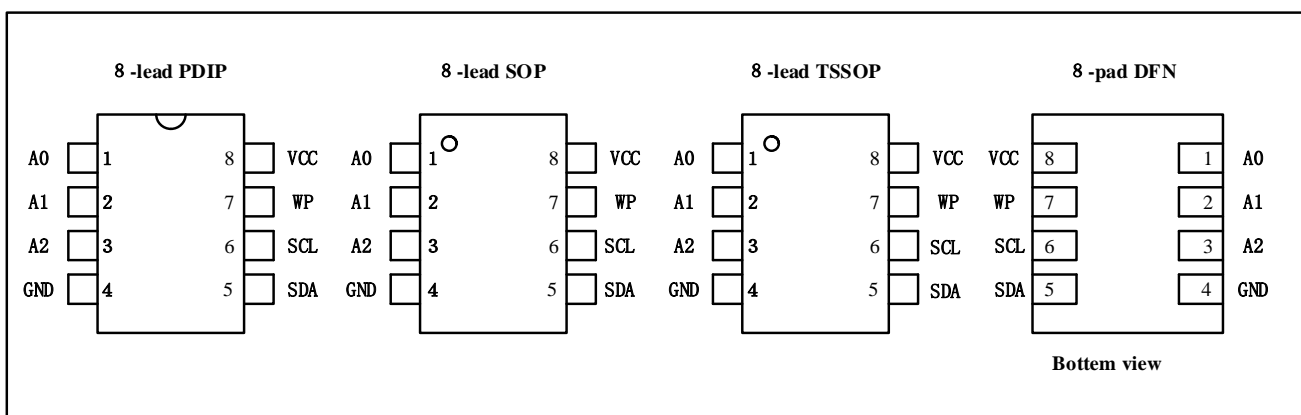 8 -lead PDIP 8 -lead SOP 8 -lead TSSOP 8 -pad DFN
A0 1 8 VCC A0 1 8 VCC A0 1 8 VCC VCC 8 1 A0
A1 2 7 WP A1 2 7 WP A1 2 7 WP WP 7 2 A1
A2 3 6 SCL A2 3 6 SCL A2 3 6 SCL SCL 6 3 A2
GND 4 5 SDA GND 4 5 SDA GND 4 5 SDA SDA 5 4 GND
Bottem view